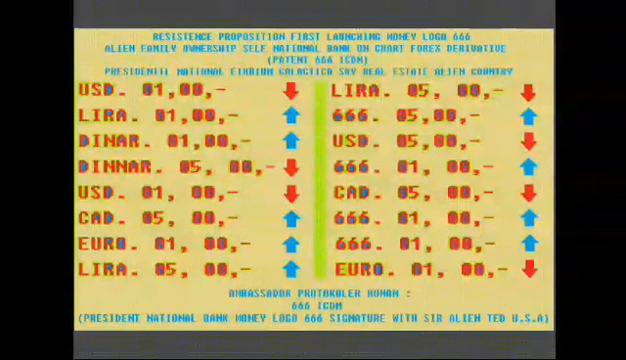 RESISTENCE PROPOSITION FIRST LAUNCHING MONEY LOGO 666
ALIEN FAMILY OWNERSHIP SELF NATIONAL BANK ON CHART FOREX DERIVATIVE
(PATENT 666 ICDM)
PRESIDENTIL NATIONAL GALACTICA SKY REAL ESTATE ALIEN COUNTRY
USD. 01,00,-
LIRA. 01,00,-
DINAR. 01,00,-
DINNAR. 05, 00,-
USD. 01, 00,-
CAD. 05, 00,-
EURO. 01, 00,-
LIRA. 05, 00,-
LIRA. 05, 00,-
666. 05,00,-
USD. 05,00,-
666. 01, 00,-
CAD. 05, 00,-
666. 01, 00,-
666. 01, 00,-
EURO. 01, 00,-
AMBASSADOR PROTOKOLER HUMAN :
666 ICDM
(PRESIDENT NATIONAL BANK MONEY LOGO 666 SIGNATURE WITH SIR ALIEN TED U.S.A)